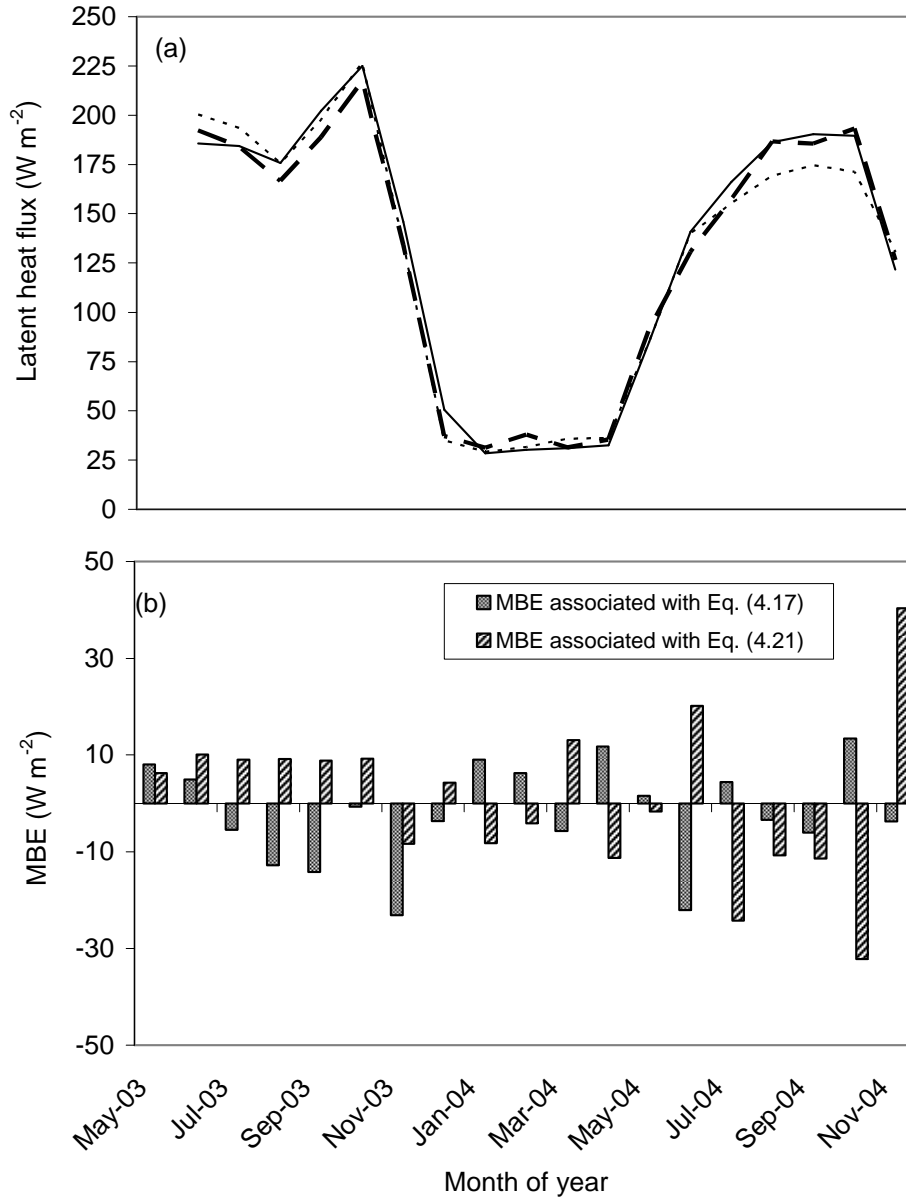 (a)
Latent heat flux (W m-2)
250
225
200
175
150
125
100
75
50
25
0
(b)
MBE (W m-2)
50
30
10
-10
-30
-50
MBE associated with Eq. (4.17)
MBE associated with Eq. (4.21)
May-03
Jul-03
Sep-03
Nov-03
Jan-04
Mar-04
May-04
Jul-04
Sep-04
Nov-04
Month of year